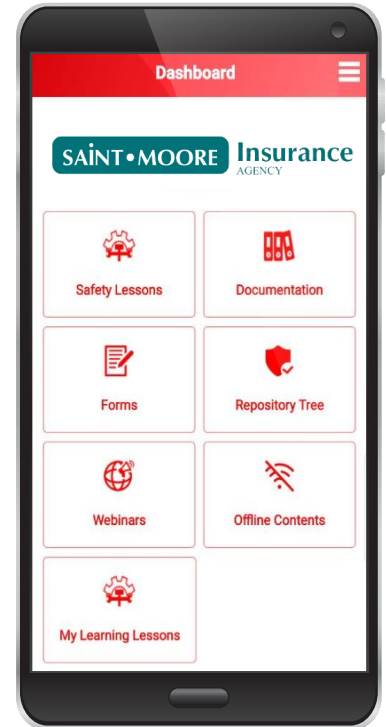 Dashboard
SAINT•MOORE Insurance
AGENCY
Safety Lessons
Documentation
Forms
Repository Tree
Webinars
Offline Contents
My Learning Lessons